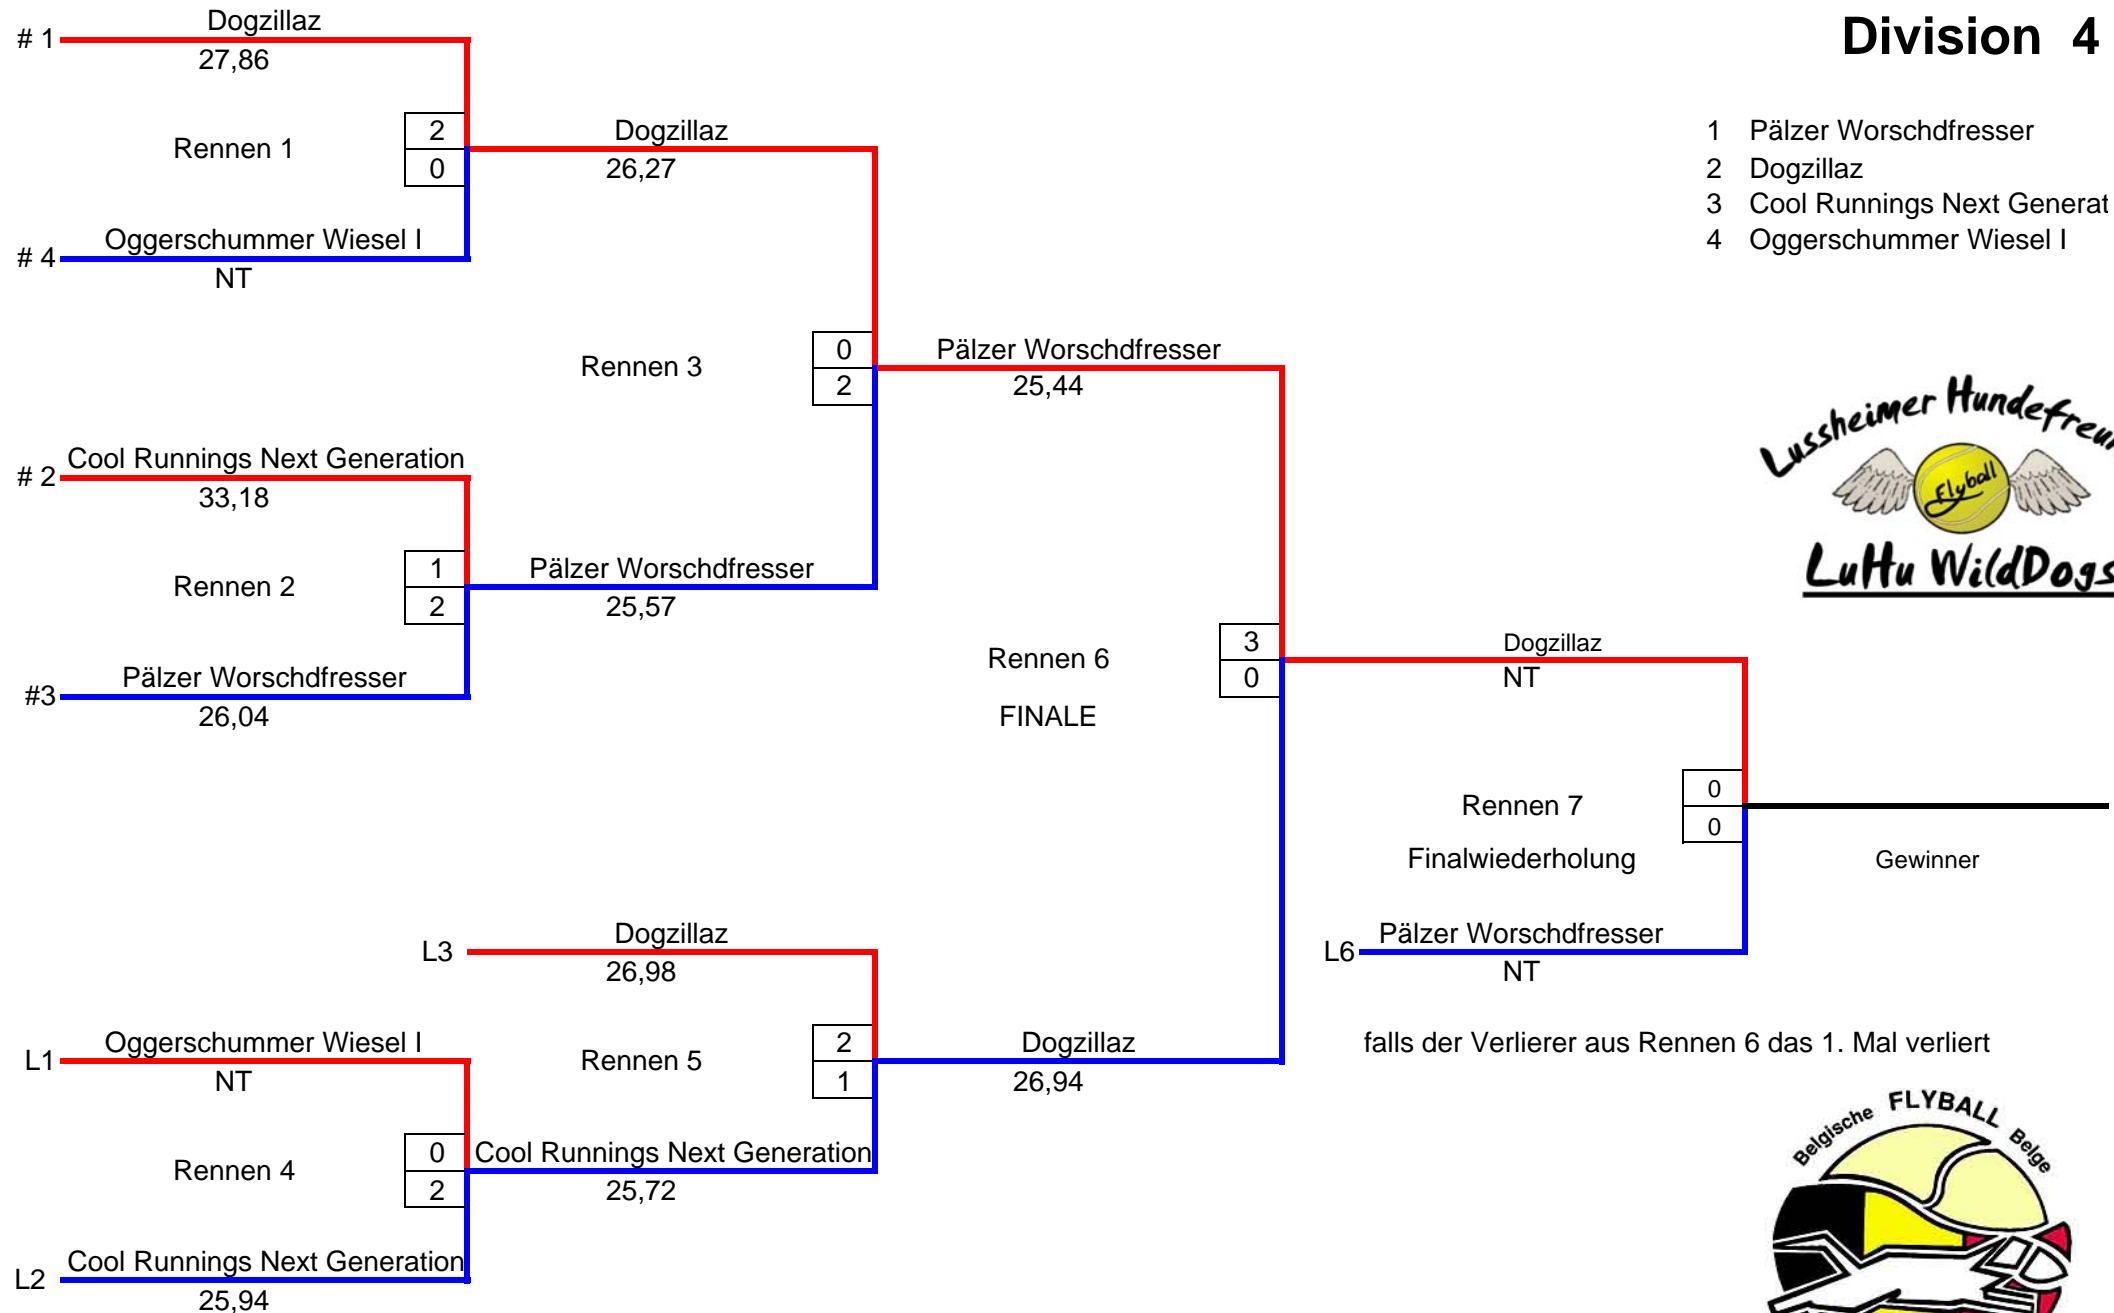 Division 4
# 1
Dogzillaz
27,86
Rennen 1
2
0
Oggerschummer Wiesel I
# 4
NT
Dogzillaz
26,27
1 Pälzer Worschdfresser
2 Dogzillaz
3 Cool Runnings Next Generat
4 Oggerschummer Wiesel I
Rennen 3
0
2
Pälzer Worschdfresser
25,44
Cool Runnings Next Generation
# 2
33,18
Rennen 2
1
2
Pälzer Worschdfresser
25,57
Pälzer Worschdfresser
#3
26,04
Lussheimer Hundefreun
Flyball
LuHu WildDogs
Rennen 6
3
0
FINALE
Dogzillaz
NT
Rennen 7
0
0
Finalwiederholung
Gewinner
L3
Dogzillaz
26,98
L6
Pälzer Worschdfresser
NT
falls der Verlierer aus Rennen 6 das 1. Mal verliert
L1
Oggerschummer Wiesel I
NT
Rennen 5
2
1
Dogzillaz
26,94
Rennen 4
0
2
Cool Runnings Next Generation
25,72
L2
Cool Runnings Next Generation
25,94
Belgische FLYBALL Belge